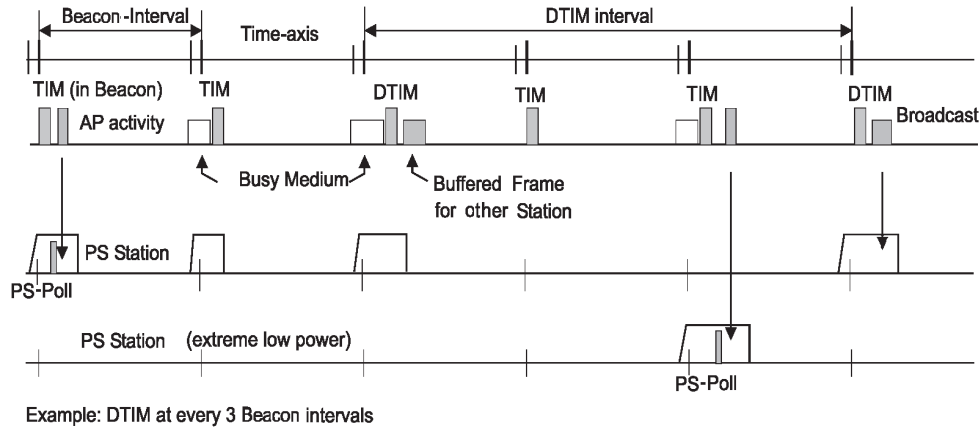 Beacon-Interval
DTIM interval
Time-axis
TIM (in Beacon)
TIM
DTIM
TIM
TIM
DTIM
AP activity
Broadcast
Busy Medium
Buffered Frame
for other Station
PS Station
PS-Poll
PS Station (extreme low power)
PS-Poll
Example: DTIM at every 3 Beacon intervals